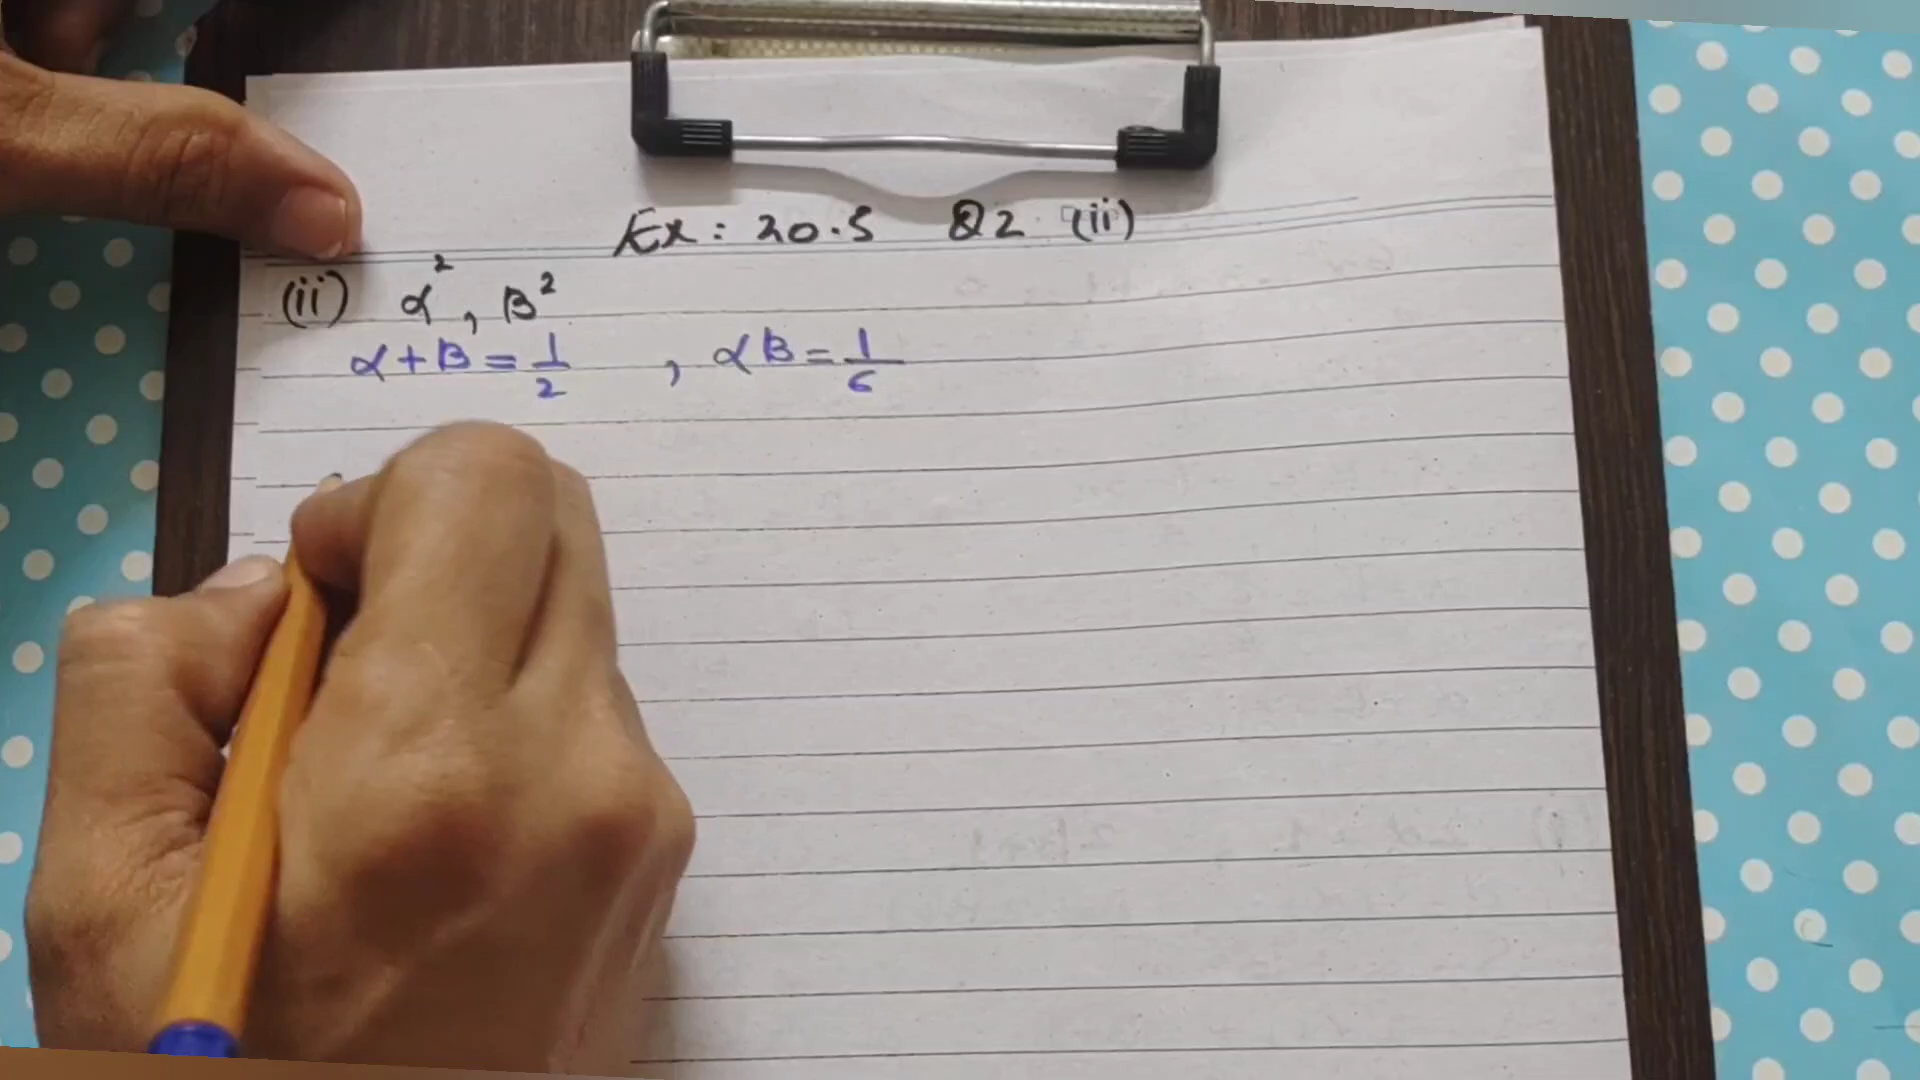 Ex: 20.5 Q2 (ii)
(ii) α², β²
α+β = 1/2 , αβ = 1/6